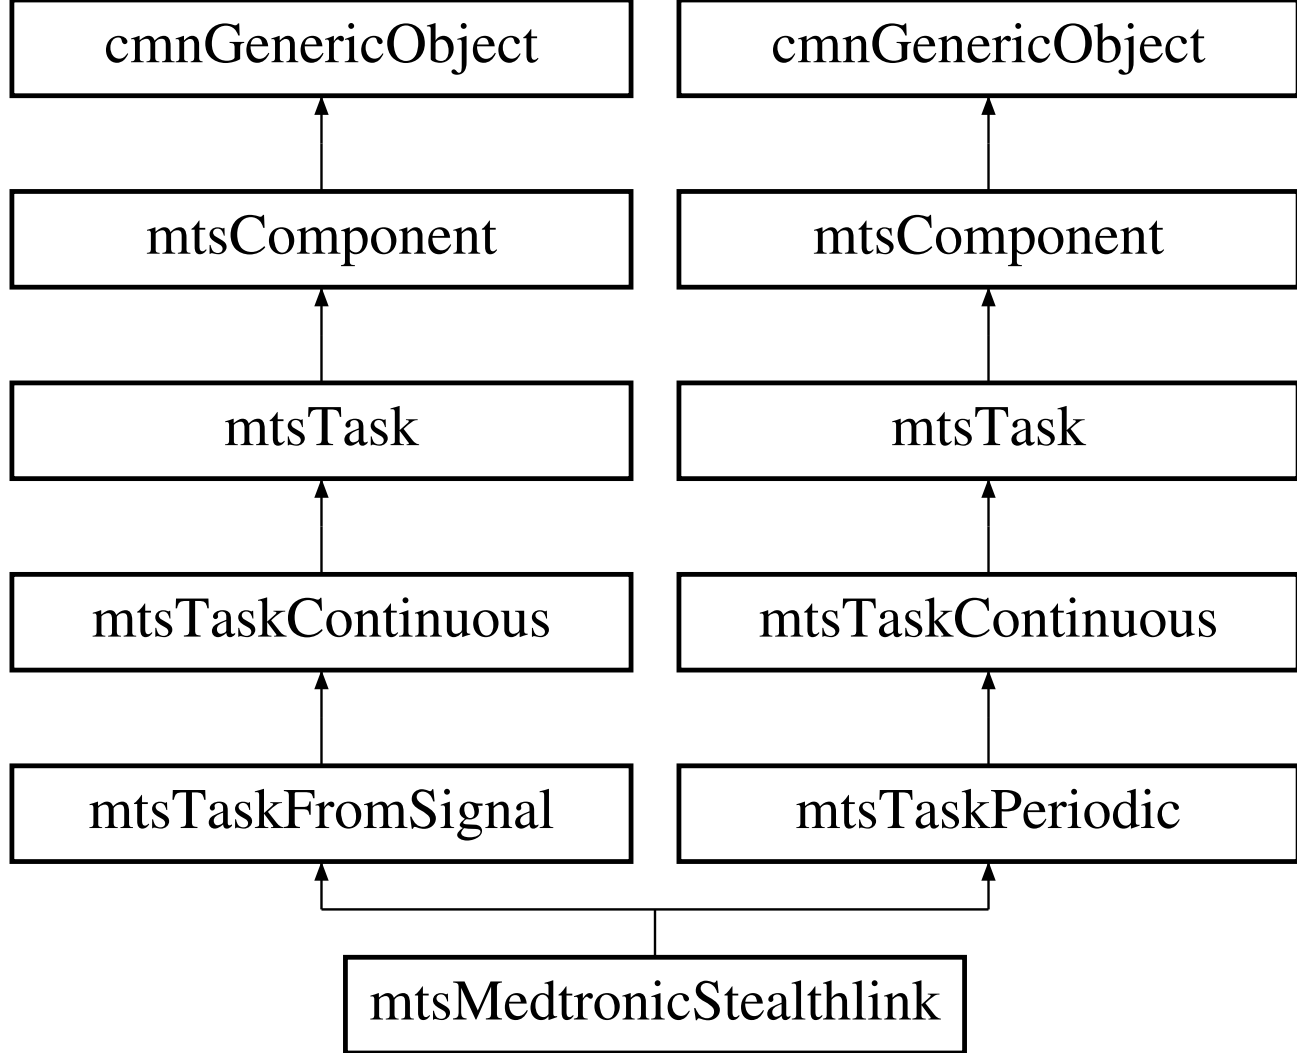 cmnGenericObject
cmnGenericObject
mtsComponent
mtsComponent
mtsTask
mtsTask
mtsTaskContinuous
mtsTaskContinuous
mtsTaskFromSignal
mtsTaskPeriodic
mtsMedtronicStealthlink